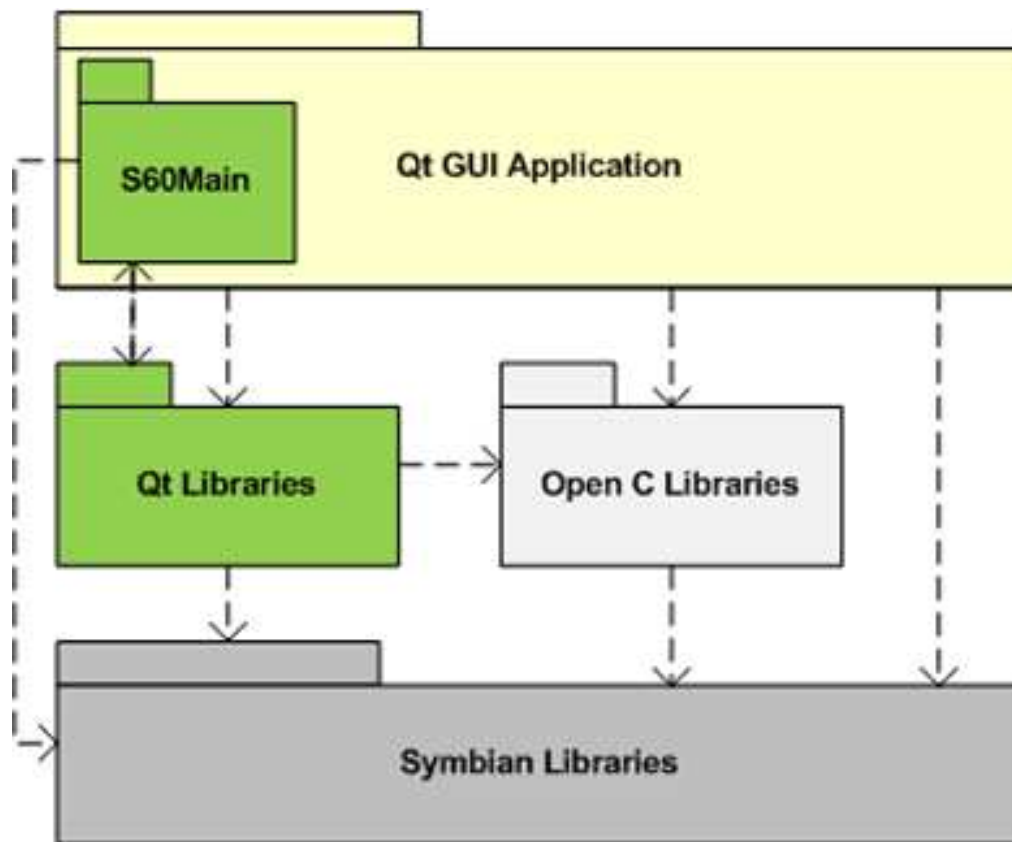 S60Main
Qt GUI Application
Qt Libraries
Open C Libraries
Symbian Libraries